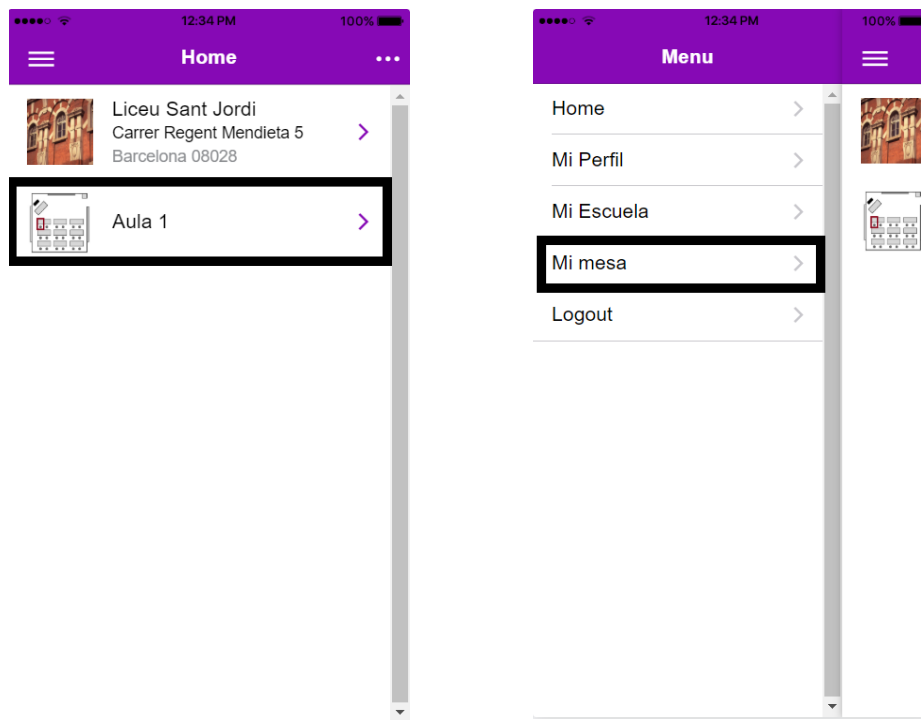 12:34 PM
100%
Home
Liceu Sant Jordi
Carrer Regent Mendieta 5
Barcelona 08028
Aula 1
12:34 PM
100%
Menu
Home
Mi Perfil
Mi Escuela
Mi mesa
Logout